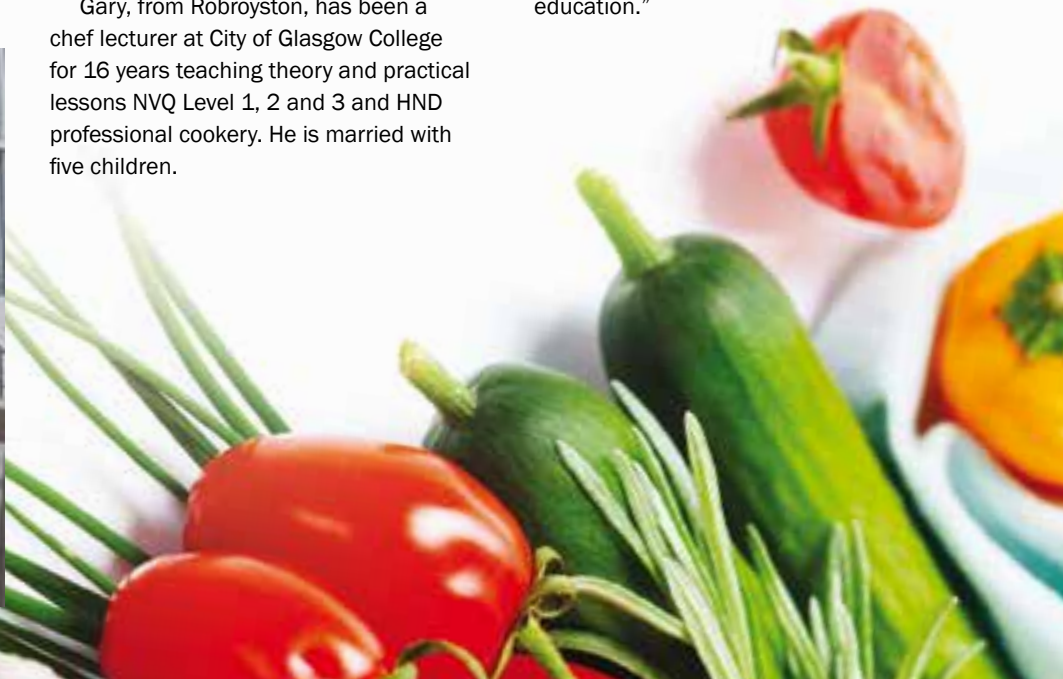 Gary, from Robroyston, has been a
chef lecturer at City of Glasgow College
for 16 years teaching theory and practical
lessons NVQ Level 1, 2 and 3 and HND
professional cookery. He is married with
five children.
education.”